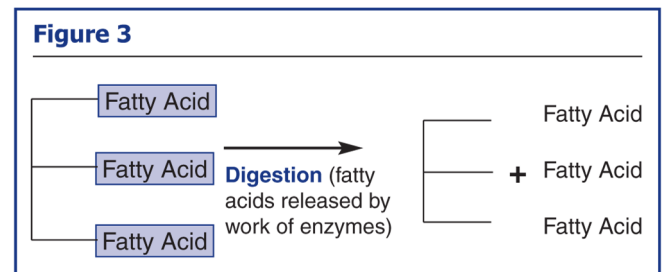 Figure 3
Fatty Acid
Fatty Acid
Fatty Acid
Digestion (fatty
acids released by
work of enzymes)
+
Fatty Acid
Fatty Acid
Fatty Acid